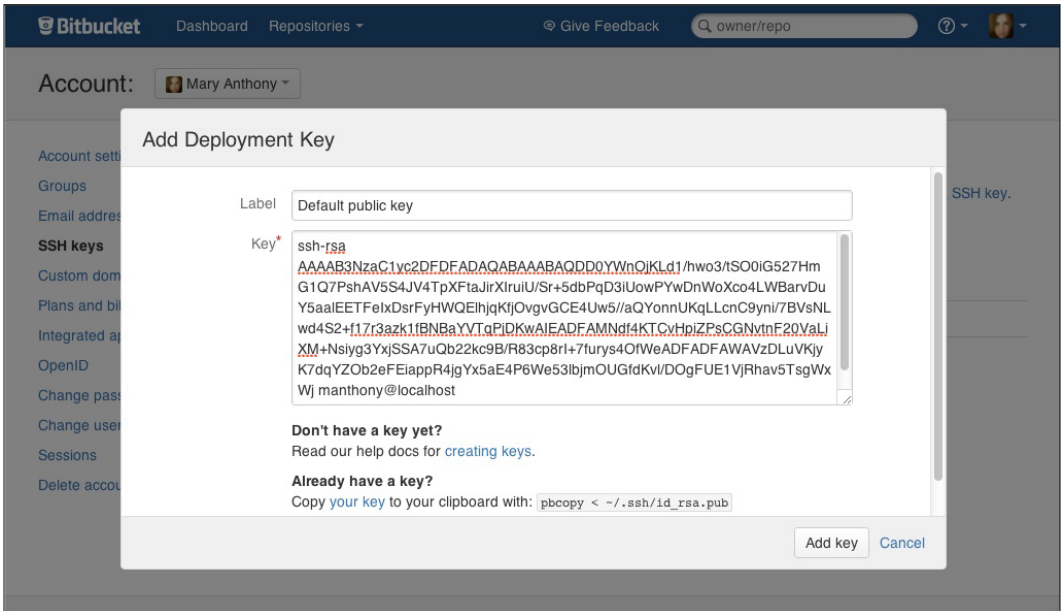 Bitbucket Dashboard Repositories Give Feedback owner/repo
Account: Mary Anthony
Add Deployment Key
Account setti
Groups
Email addres
SSH keys
Custom dom
Plans and bil
Integrated ap
OpenID
Change pass
Change user
Sessions
Delete accou
SSH key.
Label Default public key
Key* ssh-rsa
AAAAB3NzaC1yc2DFDFADAQABAAABAQDD0YWnOjKLd1/hwo3/tSO0iG527Hm
G1Q7PshAV5S4JV4TpXFtaJirXIruiU/Sr+5dbPqD3iUowPYwDnWoXco4LWBarvDu
Y5aalEETFeIxDsrFyHWQElhjqKfjOvgvGCE4Uw5//aQYonnUKqLLcnC9yni/7BVsNL
wd4S2+f17r3azk1fBNBaYVTqPjDKwAIEADFAMNdf4KTCvHpiZPsCGNvtnF20VaLi
XM+Nsiyg3YxjSSA7uQb22kc9B/R83cp8rI+7furys4OfWeADFADFAWAVzDLuVKjy
K7dqYZOb2eFEiappR4jgYx5aE4P6We53lbjmOUGfdKvl/DOgFUE1VjRhav5TsgWx
Wj manthony@localhost
Don't have a key yet?
Read our help docs for creating keys.
Already have a key?
Copy your key to your clipboard with: pbcopy < ~/.ssh/id_rsa.pub
Add key Cancel